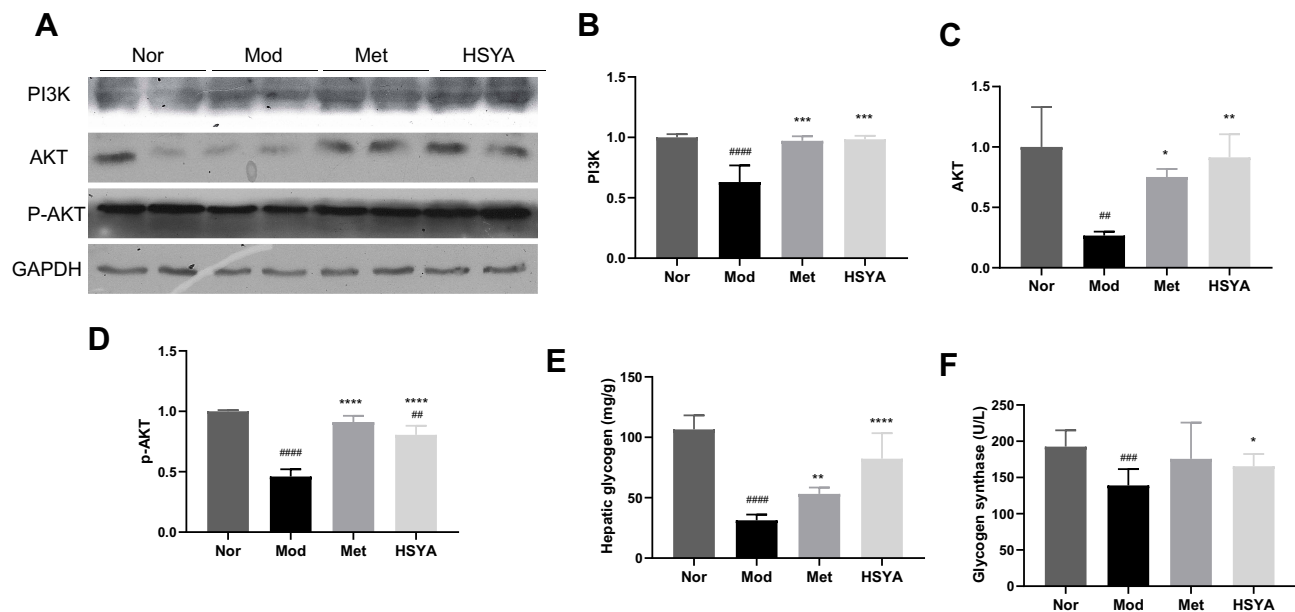 A
Nor Mod Met HSYA
PI3K
AKT
P-AKT
GAPDH
B
PI3K
1.5
1.0
0.5
0.0
####
***
***
Nor Mod Met HSYA
C
AKT
1.5
1.0
0.5
0.0
##
*
**
Nor Mod Met HSYA
D
p-AKT
1.5
1.0
0.5
0.0
####
****
****
##
Nor Mod Met HSYA
E
Hepatic glycogen (mg/g)
150
100
50
0
####
**
****
Nor Mod Met HSYA
F
Glycogen synthase (U/L)
250
200
150
100
50
0
###
*
Nor Mod Met HSYA